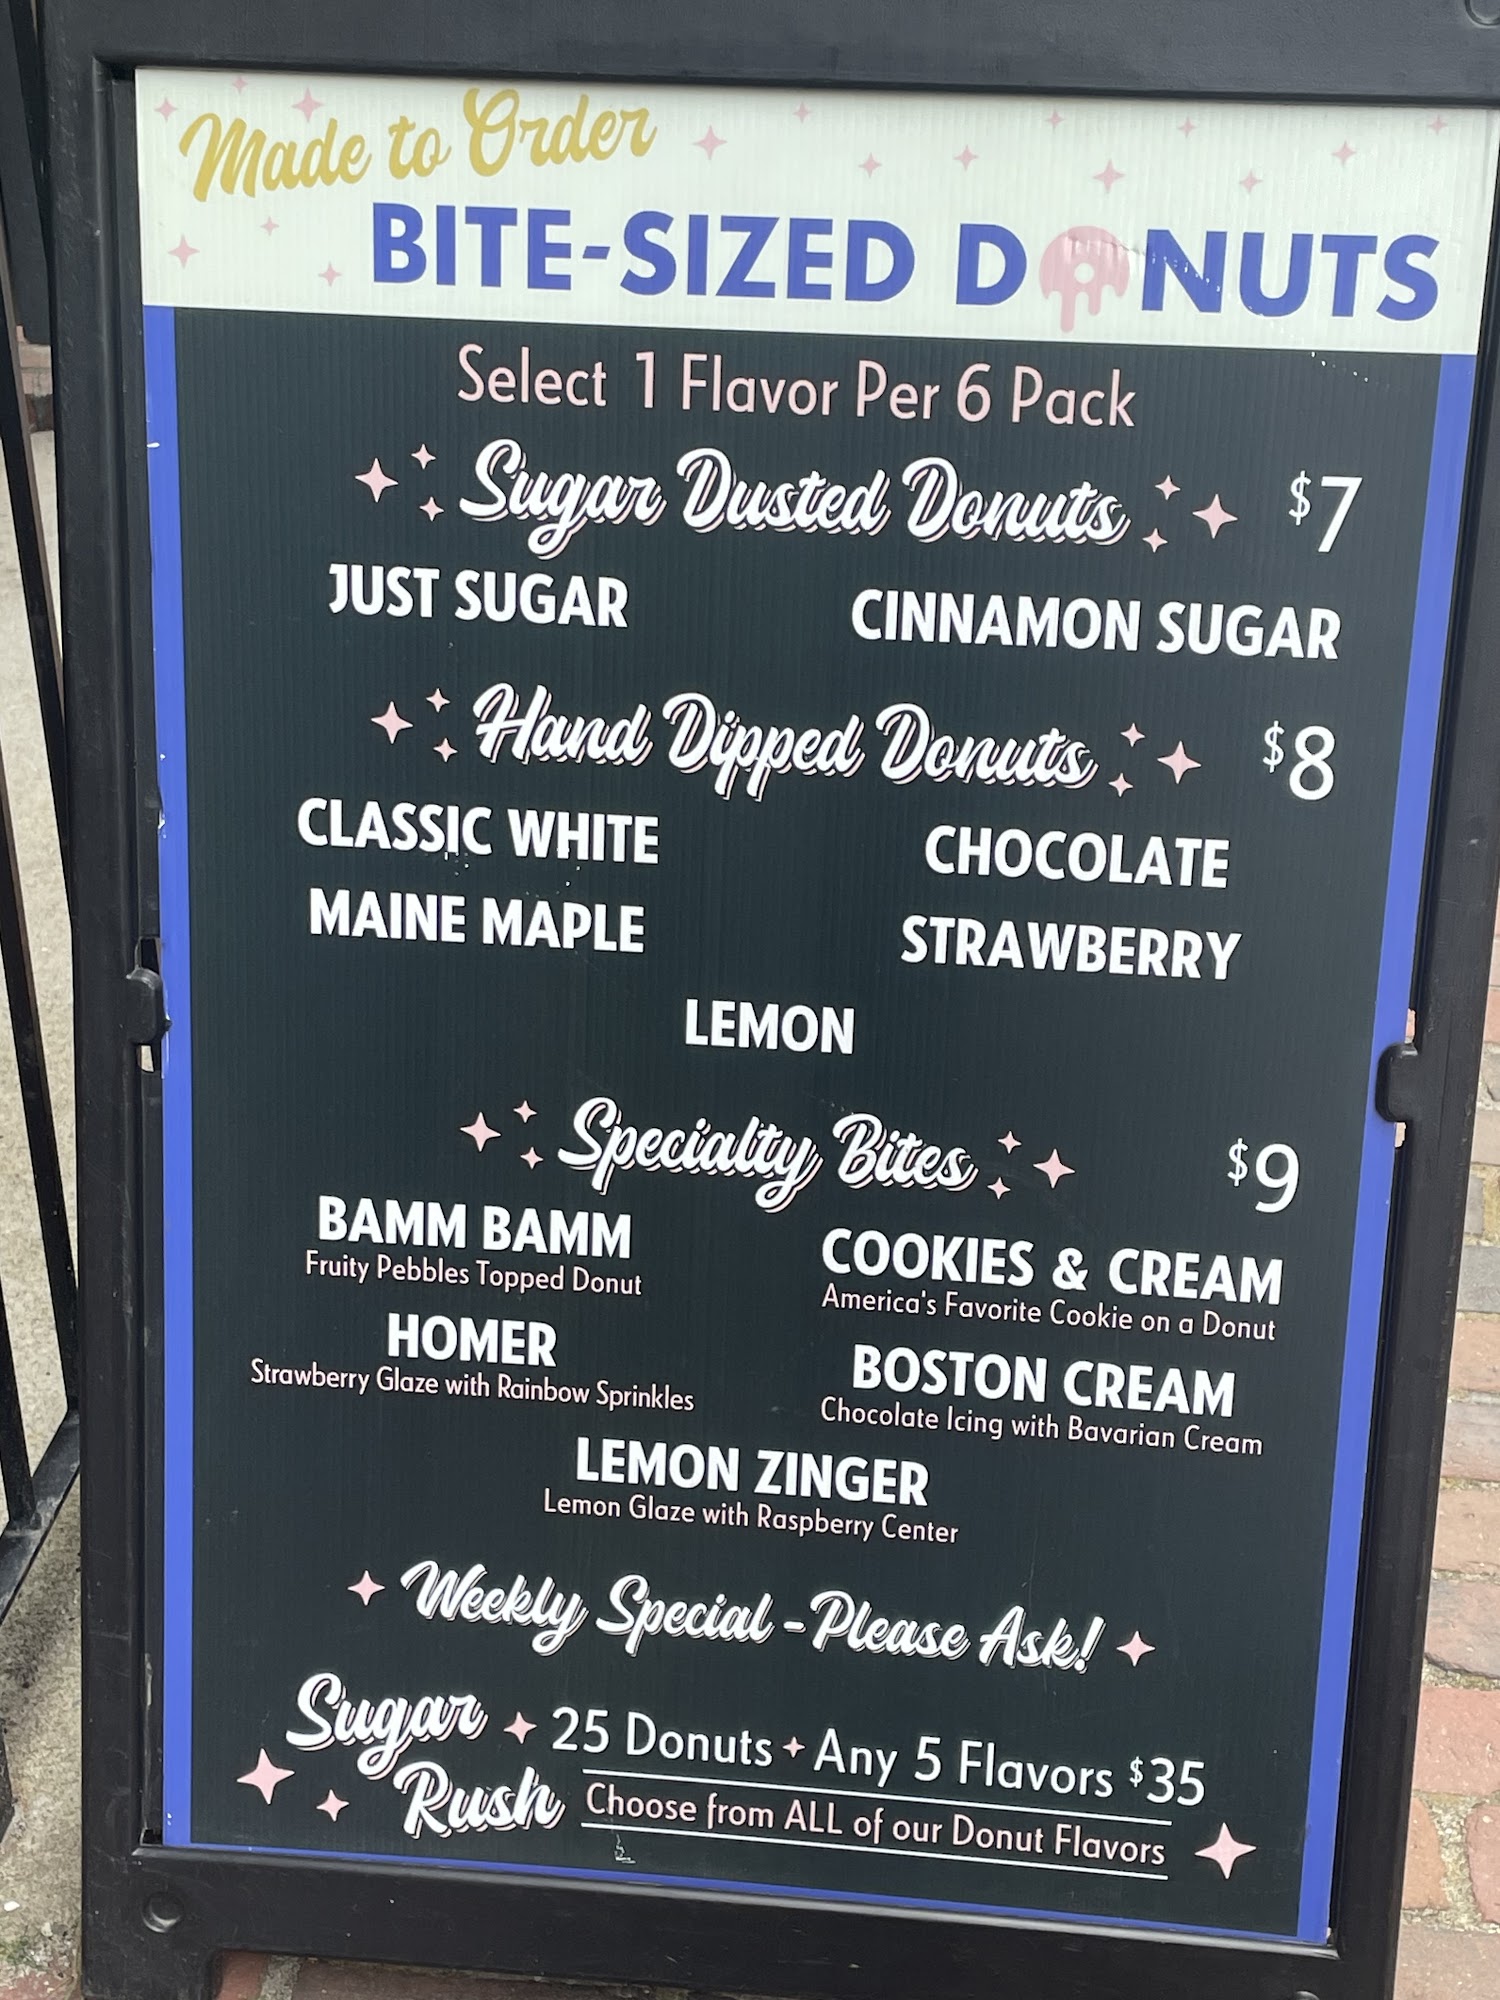 Made to Order
BITE-SIZED DONUTS
Select 1 Flavor Per 6 Pack
Sugar Dusted Donuts $7
JUST SUGAR CINNAMON SUGAR
Hand Dipped Donuts $8
CLASSIC WHITE CHOCOLATE
MAINE MAPLE STRAWBERRY
LEMON
Specialty Bites $9
BAMM BAMM COOKIES & CREAM
Fruity Pebbles Topped Donut America's Favorite Cookie on a Donut
HOMER BOSTON CREAM
Strawberry Glaze with Rainbow Sprinkles Chocolate Icing with Bavarian Cream
LEMON ZINGER
Lemon Glaze with Raspberry Center
Weekly Special - Please Ask!
Sugar Rush
25 Donuts Any 5 Flavors $35
Choose from ALL of our Donut Flavors